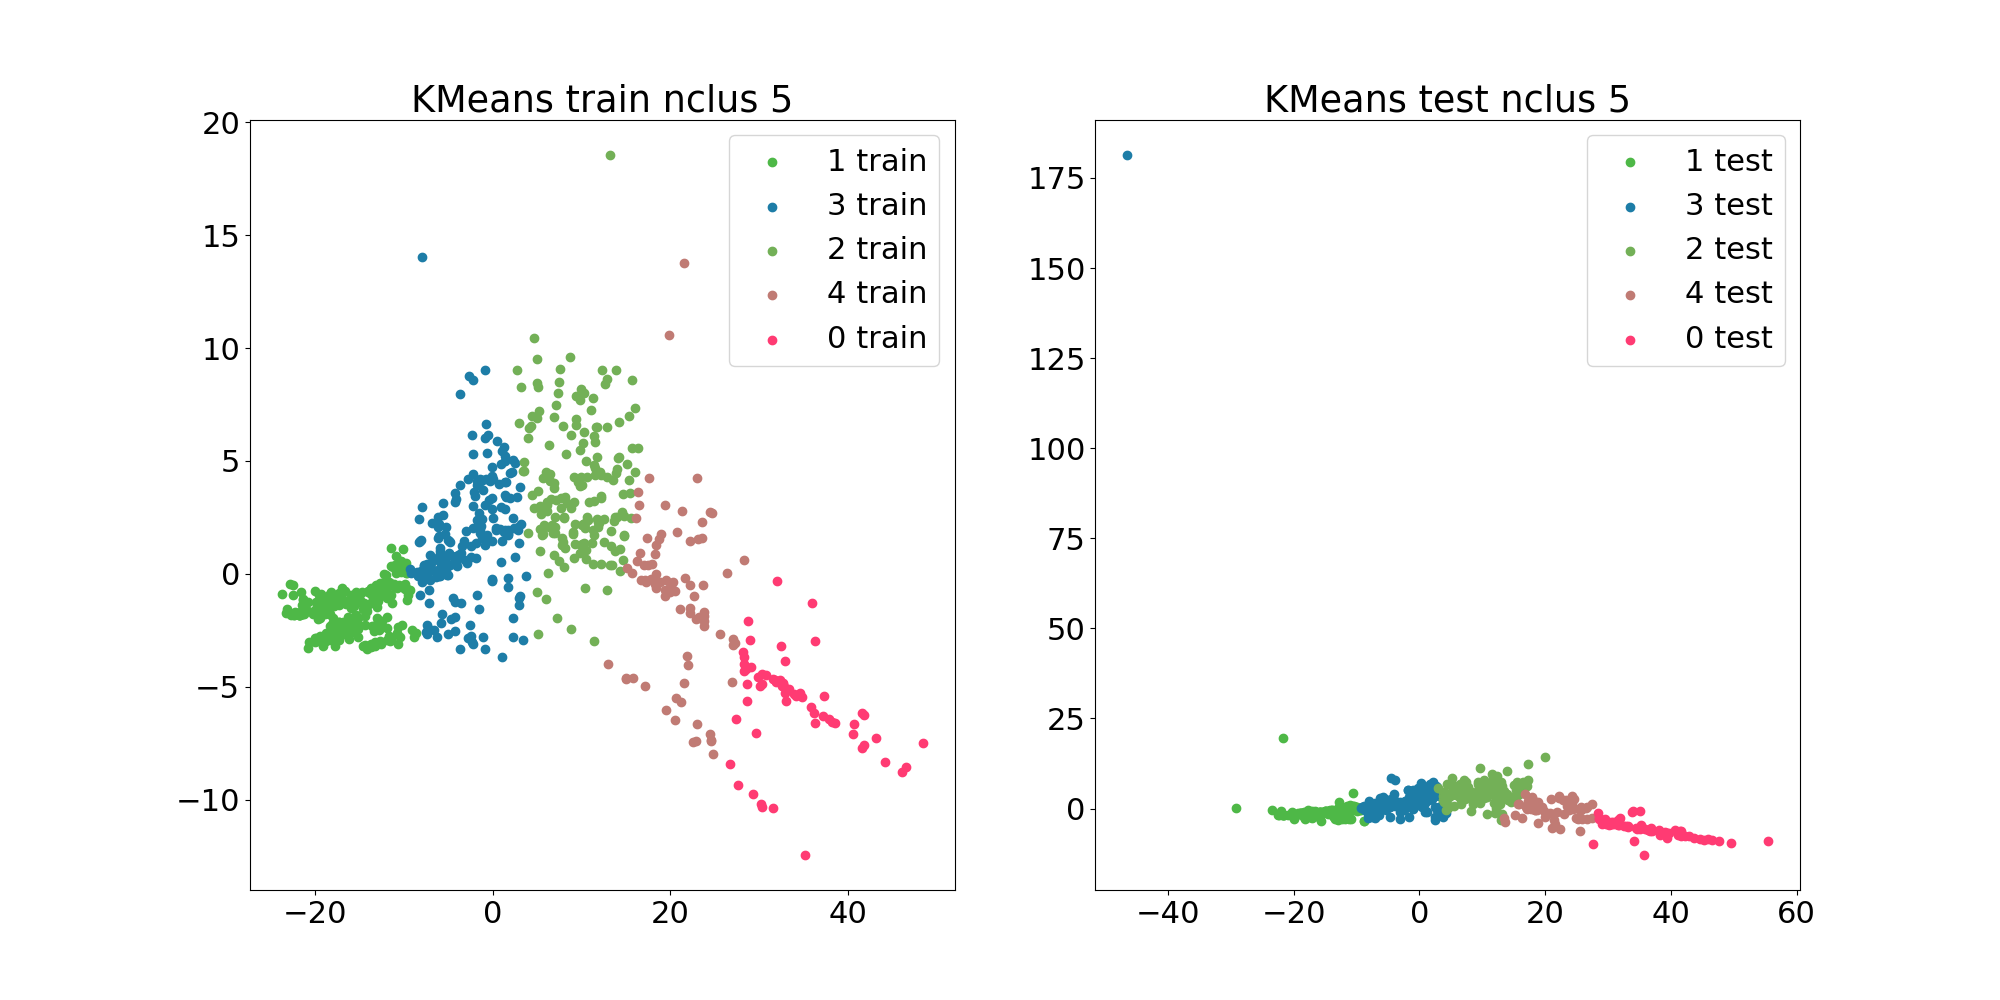 KMeans train nclus 5
20
15
10
5
0
−5
−10
−20
0
20
40
1 train
3 train
2 train
4 train
0 train
KMeans test nclus 5
175
150
125
100
75
50
25
0
−40
−20
0
20
40
60
1 test
3 test
2 test
4 test
0 test